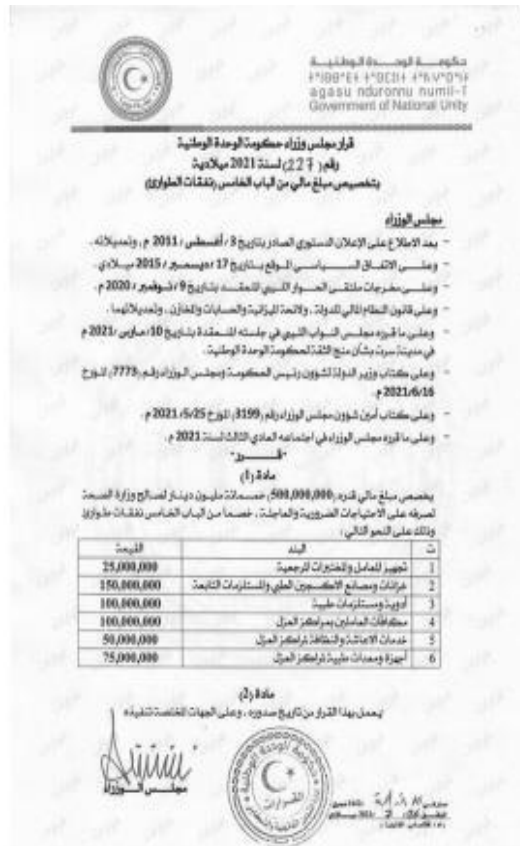 حكومة الوحدة الوطنية
agasu nduronnu numil-T
Government of National Unity
قرار مجلس وزراء حكومة الوحدة الوطنية
رقم (227) لسنة 2021 ميلادية
بتخصيص مبلغ مالي من الباب الخامس (نفقات الطوارئ)
مجلس الوزراء
- بعد الاطلاع على الإعلان الدستوري الصادر بتاريخ 3 / أغسطس / 2011 م ، وتعديلاته .
- وعلى الاتفاق السياسي الموقع بتاريخ 17 / ديسمبر / 2015 ميلادي .
- وعلى مخرجات ملتقى الحوار الليبي المنعقد بتاريخ 9 / نوفمبر / 2020 م .
- وعلى قانون النظام المالي للدولة ، ولائحة الميزانية والحسابات والمخازن ، وتعديلاتهما .
- وعلى ما قرره مجلس النواب الليبي في جلسته المنعقدة بتاريخ 10 / مارس / 2021 م
في مدينة سرت بشأن منح الثقة لحكومة الوحدة الوطنية .
- وعلى كتاب وزير الدولة لشؤون رئيس الحكومة ومجلس الوزراء رقم (7773) المؤرخ
2021/6/16 م .
- وعلى كتاب أمين شؤون مجلس الوزراء رقم (3199) المؤرخ 2021/5/25 م .
- وعلى ما قرره مجلس الوزراء في اجتماعه العادي الثالث لسنة 2021 م .
"قـــرر"
مادة (1)
يخصص مبلغ مالي قدره (500,000,000) خمسمائة مليون دينار لصالح وزارة الصحة
لصرفه على الاحتياجات الضرورية والعاجلة ، خصماً من الباب الخامس نفقات طوارئ
وذلك على النحو التالي :
ت البند القيمة
1 تجهيز المعامل والمختبرات المرجعية 25,000,000
2 خزانات ومصانع الاكسجين الطبي والمستلزمات التابعة 150,000,000
3 أدوية ومستلزمات طبية 100,000,000
4 مكافآت العاملين بمراكز العزل 100,000,000
5 خدمات الاعاشة والنظافة لمراكز العزل 50,000,000
6 أجهزة ومعدات طبية لمراكز العزل 75,000,000
مادة (2)
يعمل بهذا القرار من تاريخ صدوره ، وعلى الجهات المختصة تنفيذه
مجلس الوزراء
القرارات